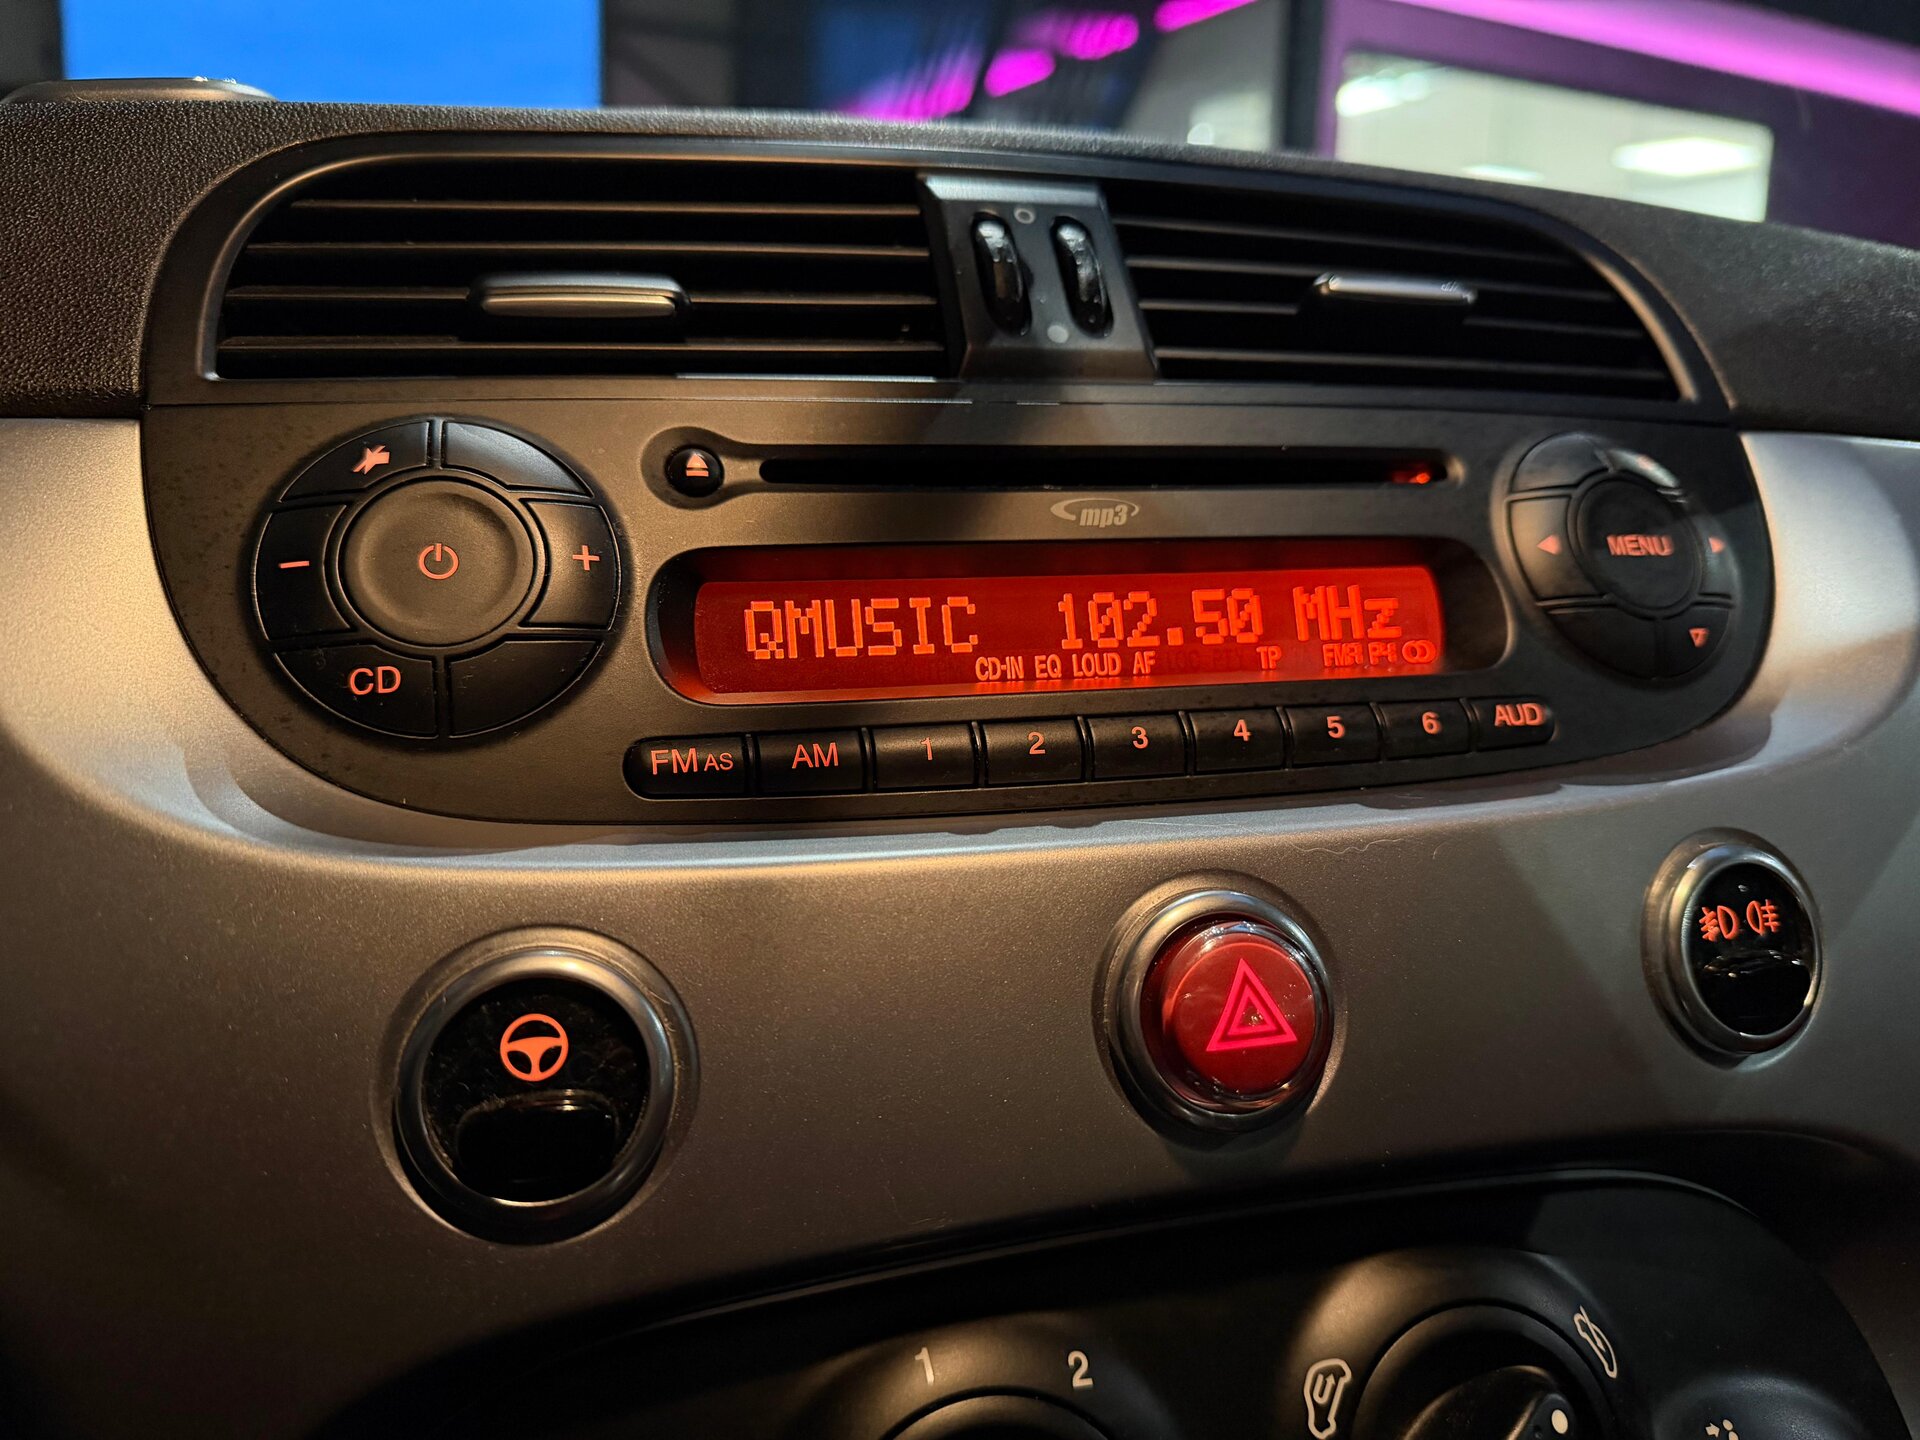 mp3
MENU
QMUSIC 102.50 MHz
CD-IN EQ LOUD AF TP
CD
FM AS AM 1 2 3 4 5 6 AUD
1 2